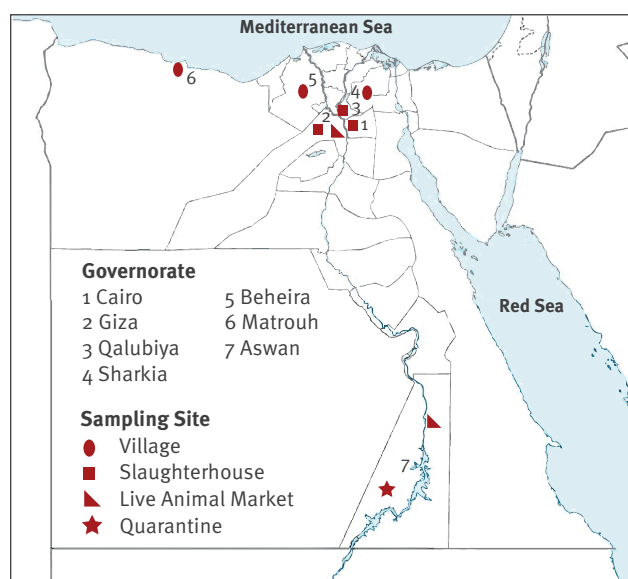 Mediterranean Sea
6
5
4
3
2
1
Red Sea
Governorate
1 Cairo
2 Giza
3 Qalubiya
4 Sharkia
5 Beheira
6 Matrouh
7 Aswan
Sampling Site
Village
Slaughterhouse
Live Animal Market
Quarantine
7